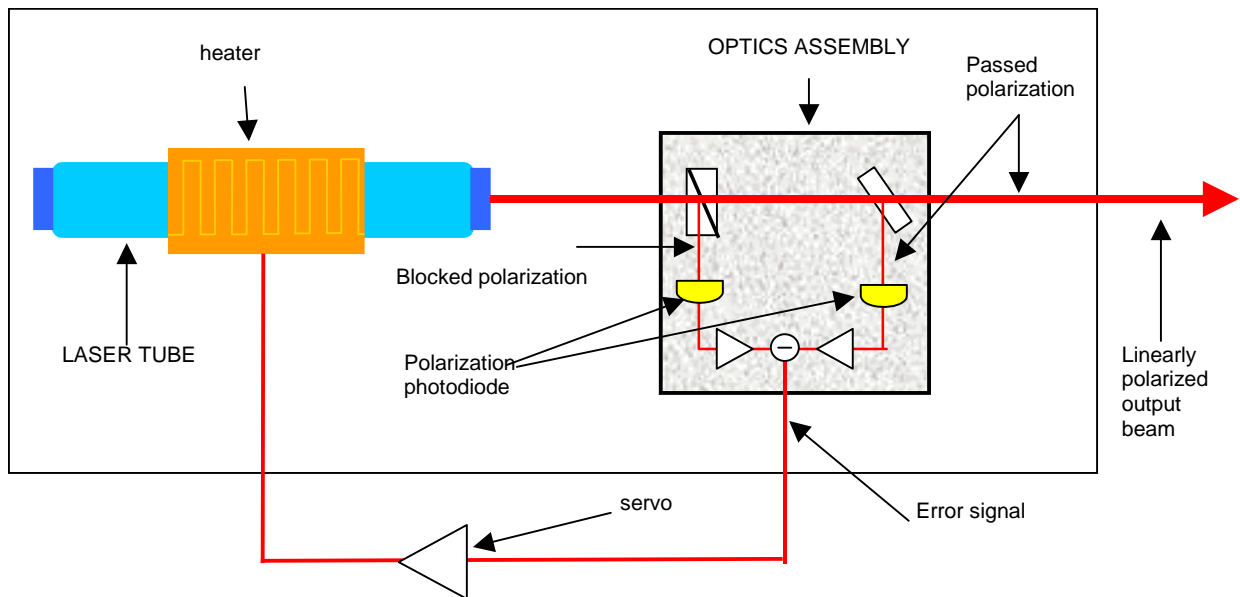 heater
OPTICS ASSEMBLY
Passed
polarization
Blocked polarization
LASER TUBE
Polarization
photodiode
Linearly
polarized
output
beam
servo
Error signal